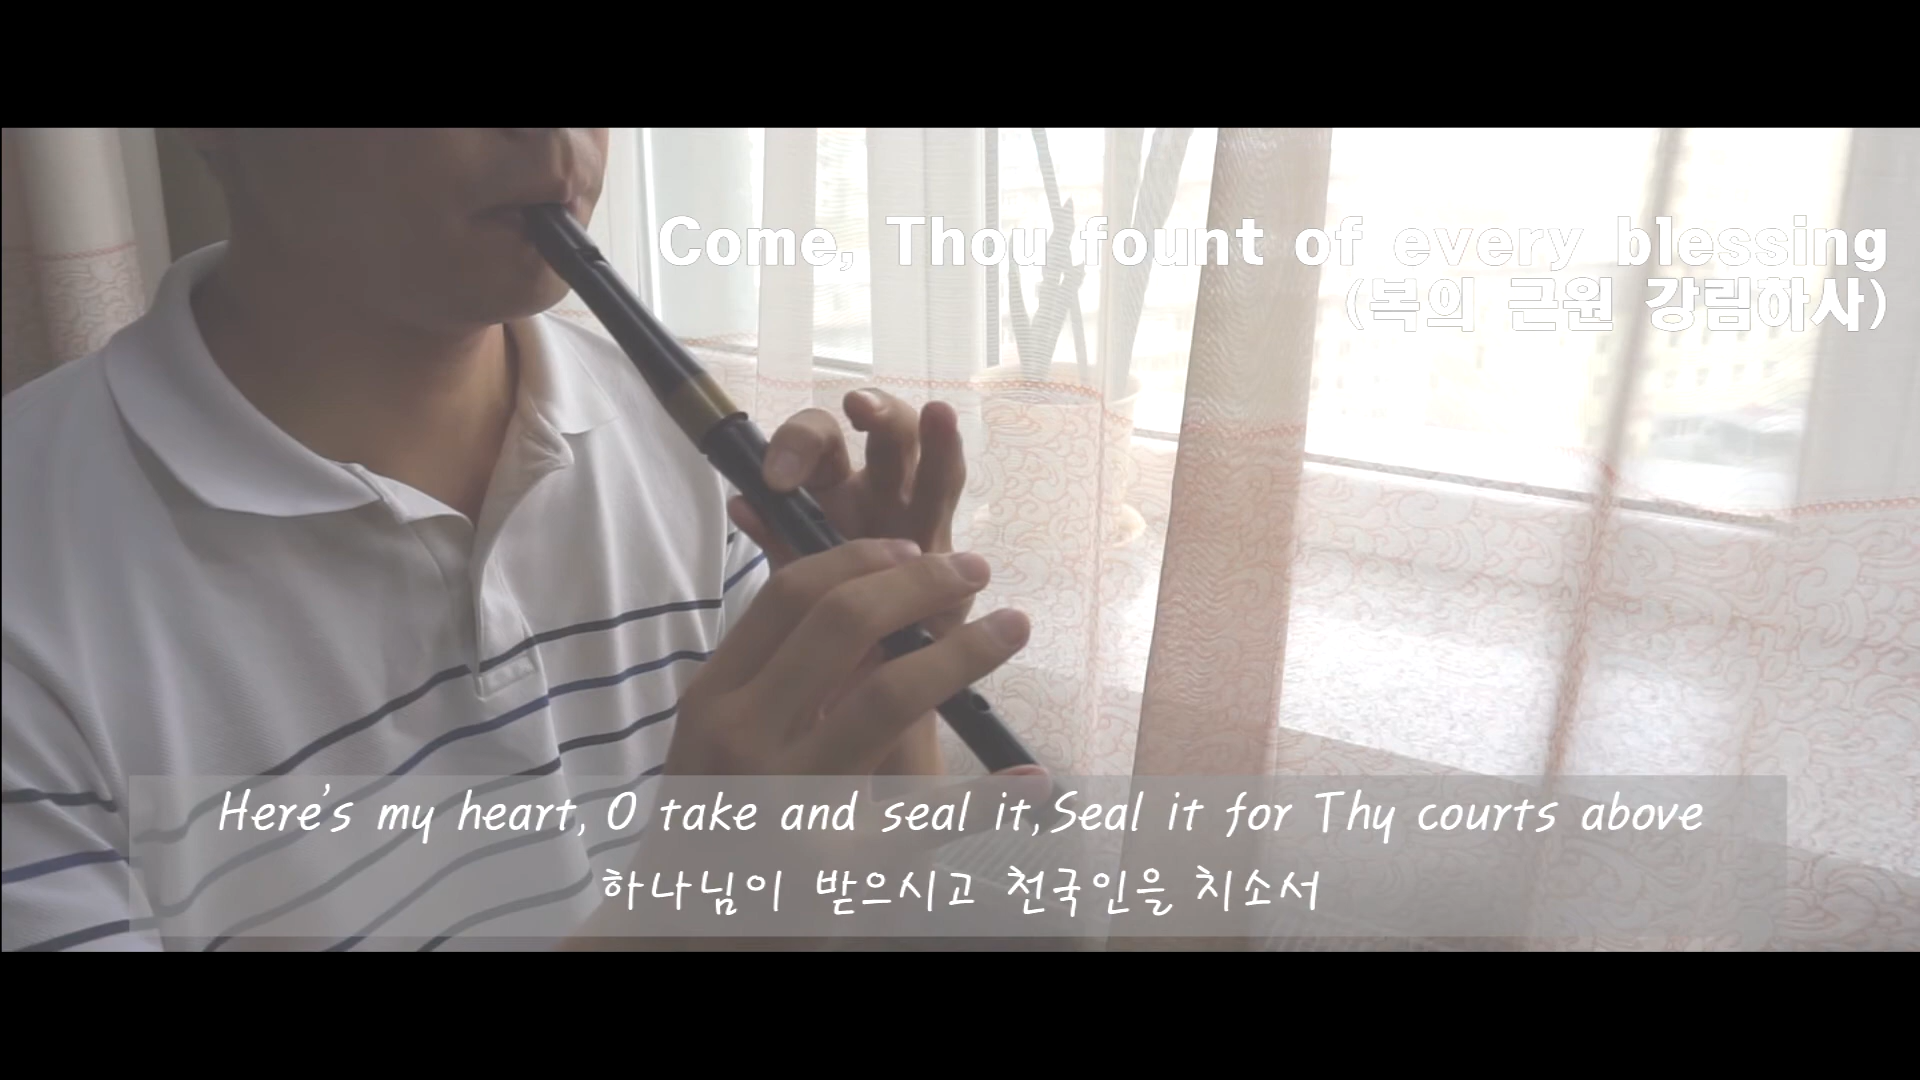 Come, Thou fount of every blessing
(복의 근원 강림하사)
Here's my heart, O take and seal it, Seal it for Thy courts above
하나님이 받으시고 천국인을 치소서